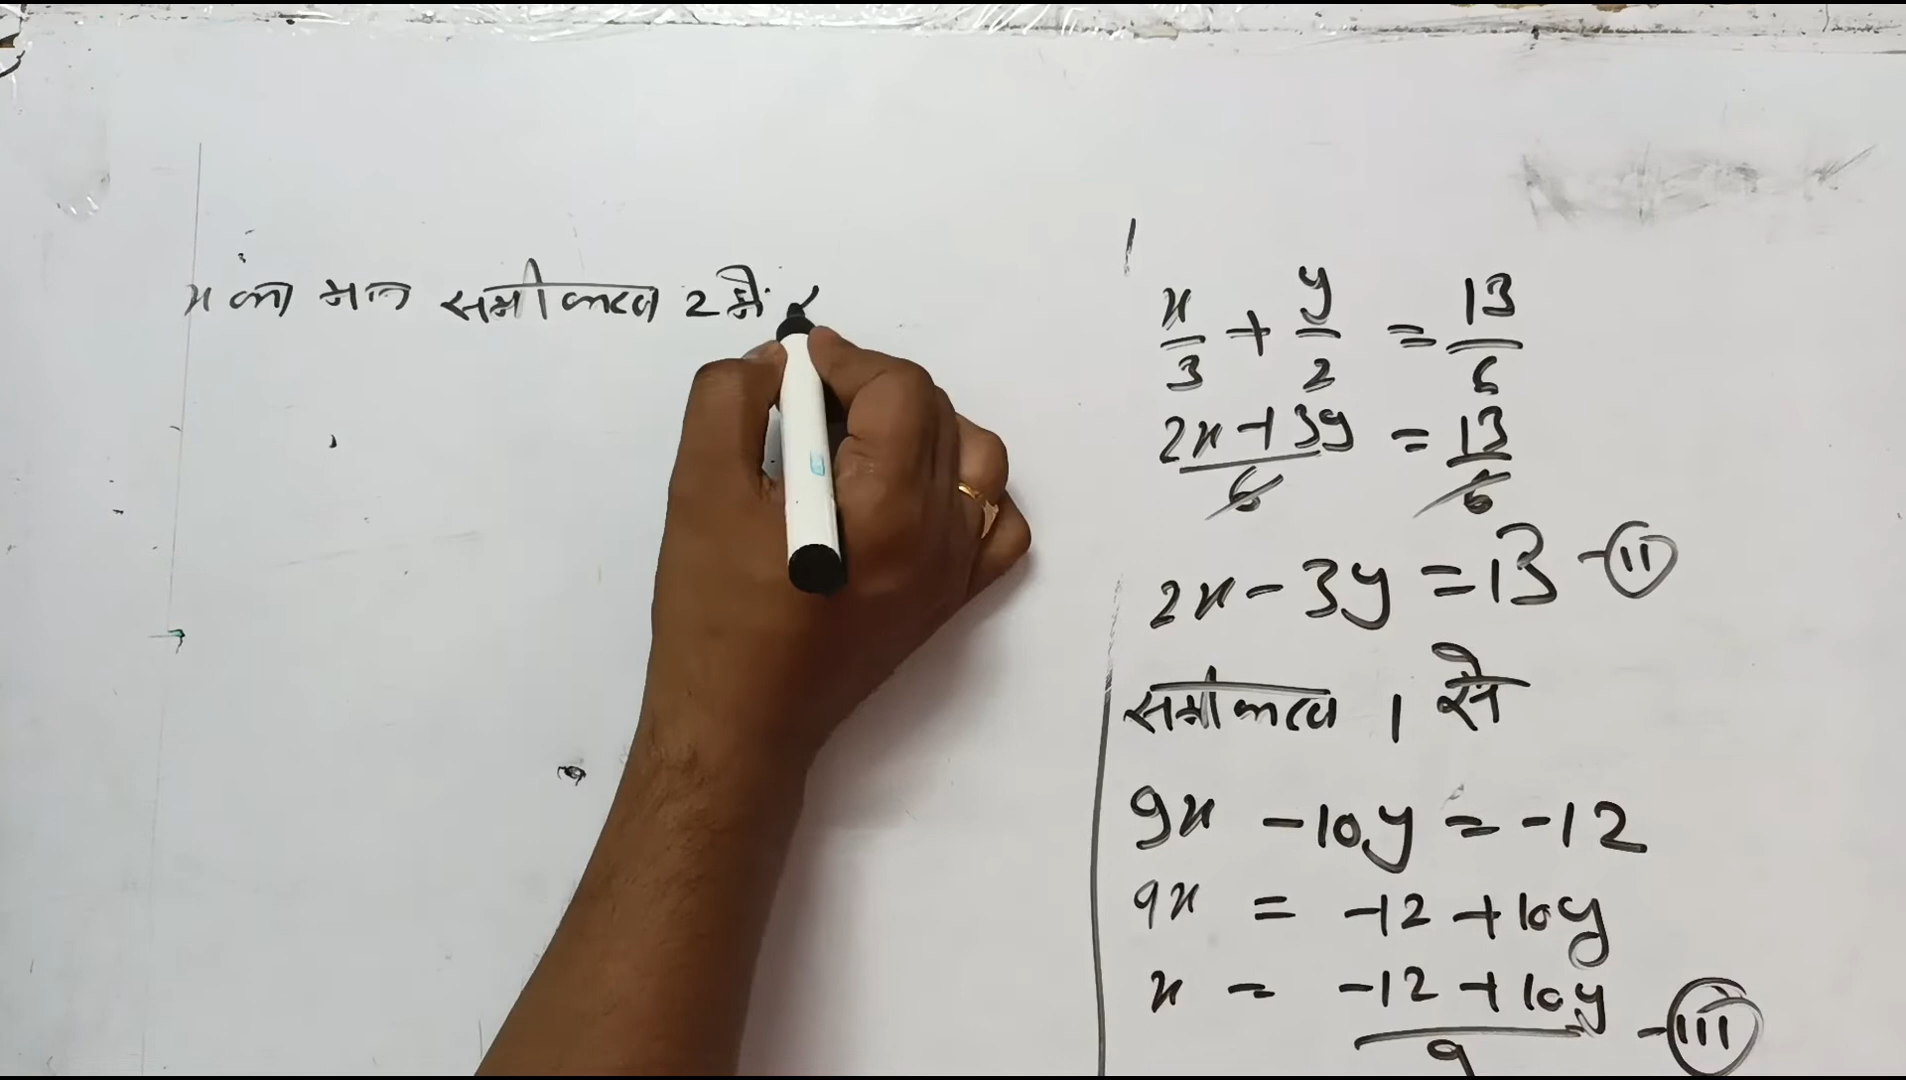 x का मान समीकरण 2 में
x/3 + y/2 = 13/6
2x+3y/6 = 13/6
2x - 3y = 13 - (II)
समीकरण 1 से
9x - 10y = -12
9x = -12 + 10y
x = -12 + 10y/9 - (III)